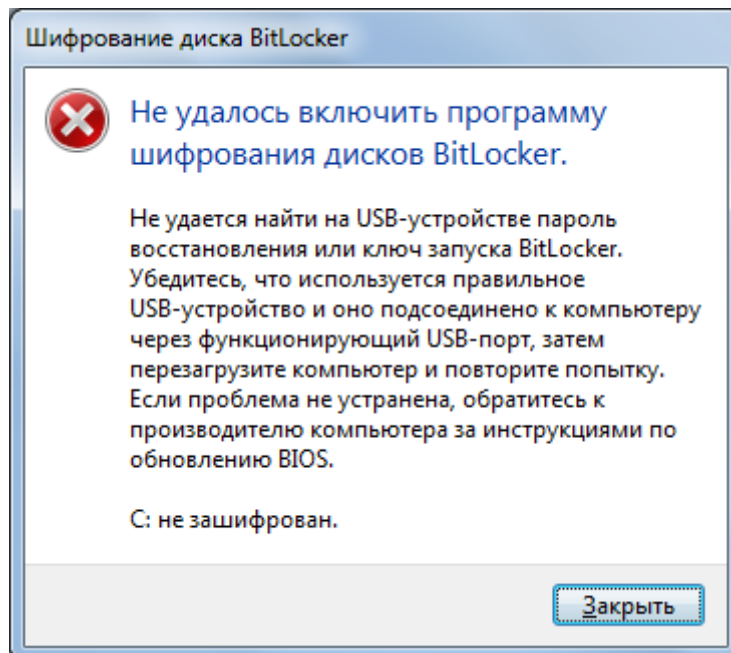 Шифрование диска BitLocker
Не удалось включить программу
шифрования дисков BitLocker.
Не удается найти на USB-устройстве пароль
восстановления или ключ запуска BitLocker.
Убедитесь, что используется правильное
USB-устройство и оно подсоединено к компьютеру
через функционирующий USB-порт, затем
перезагрузите компьютер и повторите попытку.
Если проблема не устранена, обратитесь к
производителю компьютера за инструкциями по
обновлению BIOS.
C: не зашифрован.
Закрыть